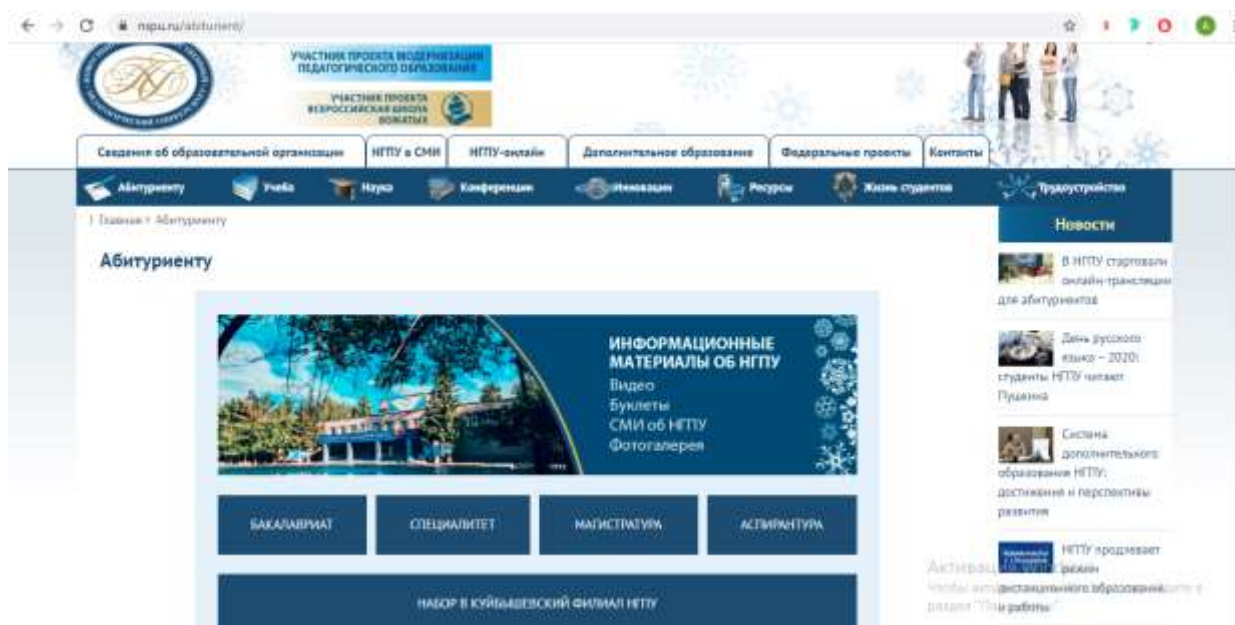 nspu.ru/abiturient/
УЧАСТНИК ПРОЕКТА МОДЕРНИЗАЦИИ
ПЕДАГОГИЧЕСКОГО ОБРАЗОВАНИЯ
УЧАСТНИК ПРОЕКТА
ВСЕРОССИЙСКАЯ ШКОЛА
ВОЖАТЫХ
Сведения об образовательной организации
НГПУ в СМИ
НГПУ-онлайн
Дополнительное образование
Федеральные проекты
Контакты
Абитуриенту
Учеба
Наука
Конференции
Инновации
Ресурсы
Жизнь студентов
Трудоустройство
Главная > Абитуриенту
Абитуриенту
ИНФОРМАЦИОННЫЕ
МАТЕРИАЛЫ ОБ НГПУ
Видео
Буклеты
СМИ об НГПУ
Фотогалерея
БАКАЛАВРИАТ
СПЕЦИАЛИТЕТ
МАГИСТРАТУРА
АСПИРАНТУРА
НАБОР В КУЙБЫШЕВСКИЙ ФИЛИАЛ НГПУ
Новости
В НГПУ стартовали
онлайн-трансляции
для абитуриентов
День русского
языка – 2020:
студенты НГПУ читают
Пушкина
Система
дополнительного
образования НГПУ:
достижения и перспективы
развития
НГПУ продлевает
режим
дистанционного образования
и работы